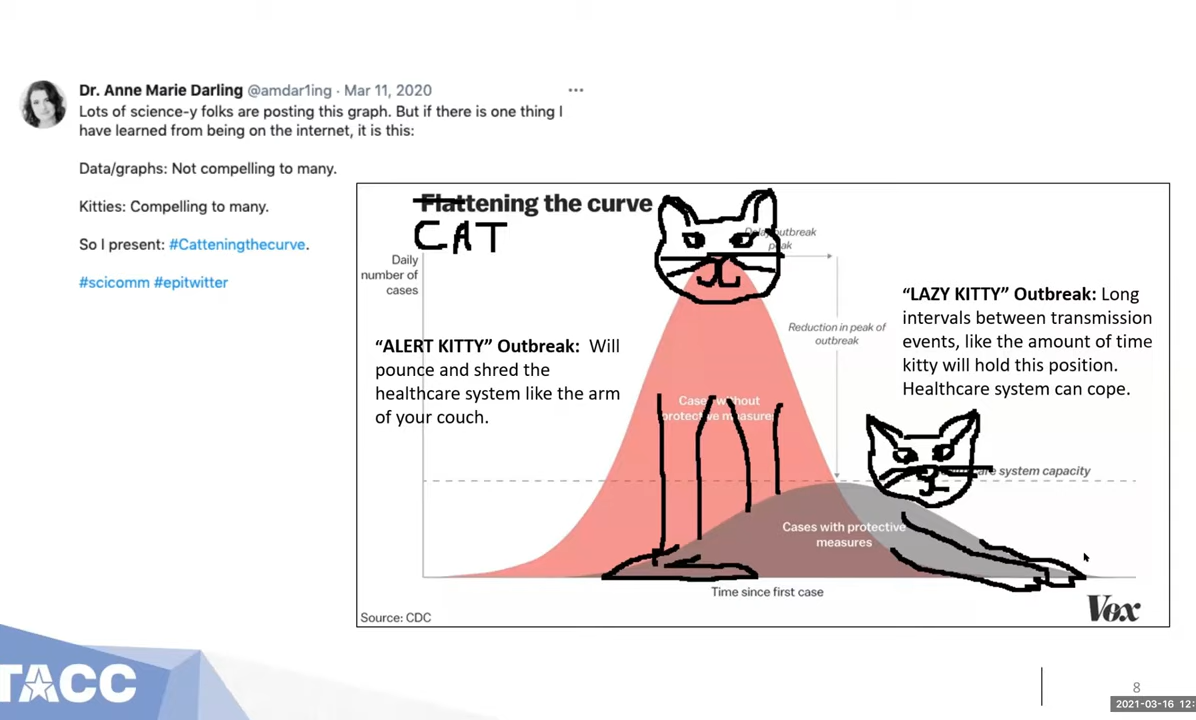 Dr. Anne Marie Darling @amdar1ing · Mar 11, 2020
Lots of science-y folks are posting this graph. But if there is one thing I
have learned from being on the internet, it is this:
Data/graphs: Not compelling to many.
Kitties: Compelling to many.
So I present: #Catteningthecurve.
#scicomm #epitwitter
Flattening the curve
CAT
outbreak
Daily
number of
cases
Reduction in peak of
outbreak
"ALERT KITTY" Outbreak: Will
pounce and shred the
healthcare system like the arm
of your couch.
"LAZY KITTY" Outbreak: Long
intervals between transmission
events, like the amount of time
kitty will hold this position.
Healthcare system can cope.
Cases without
protective measures
system capacity
Cases with protective
measures
Time since first case
Source: CDC
Vox
TACC
8
2021-03-16 12: